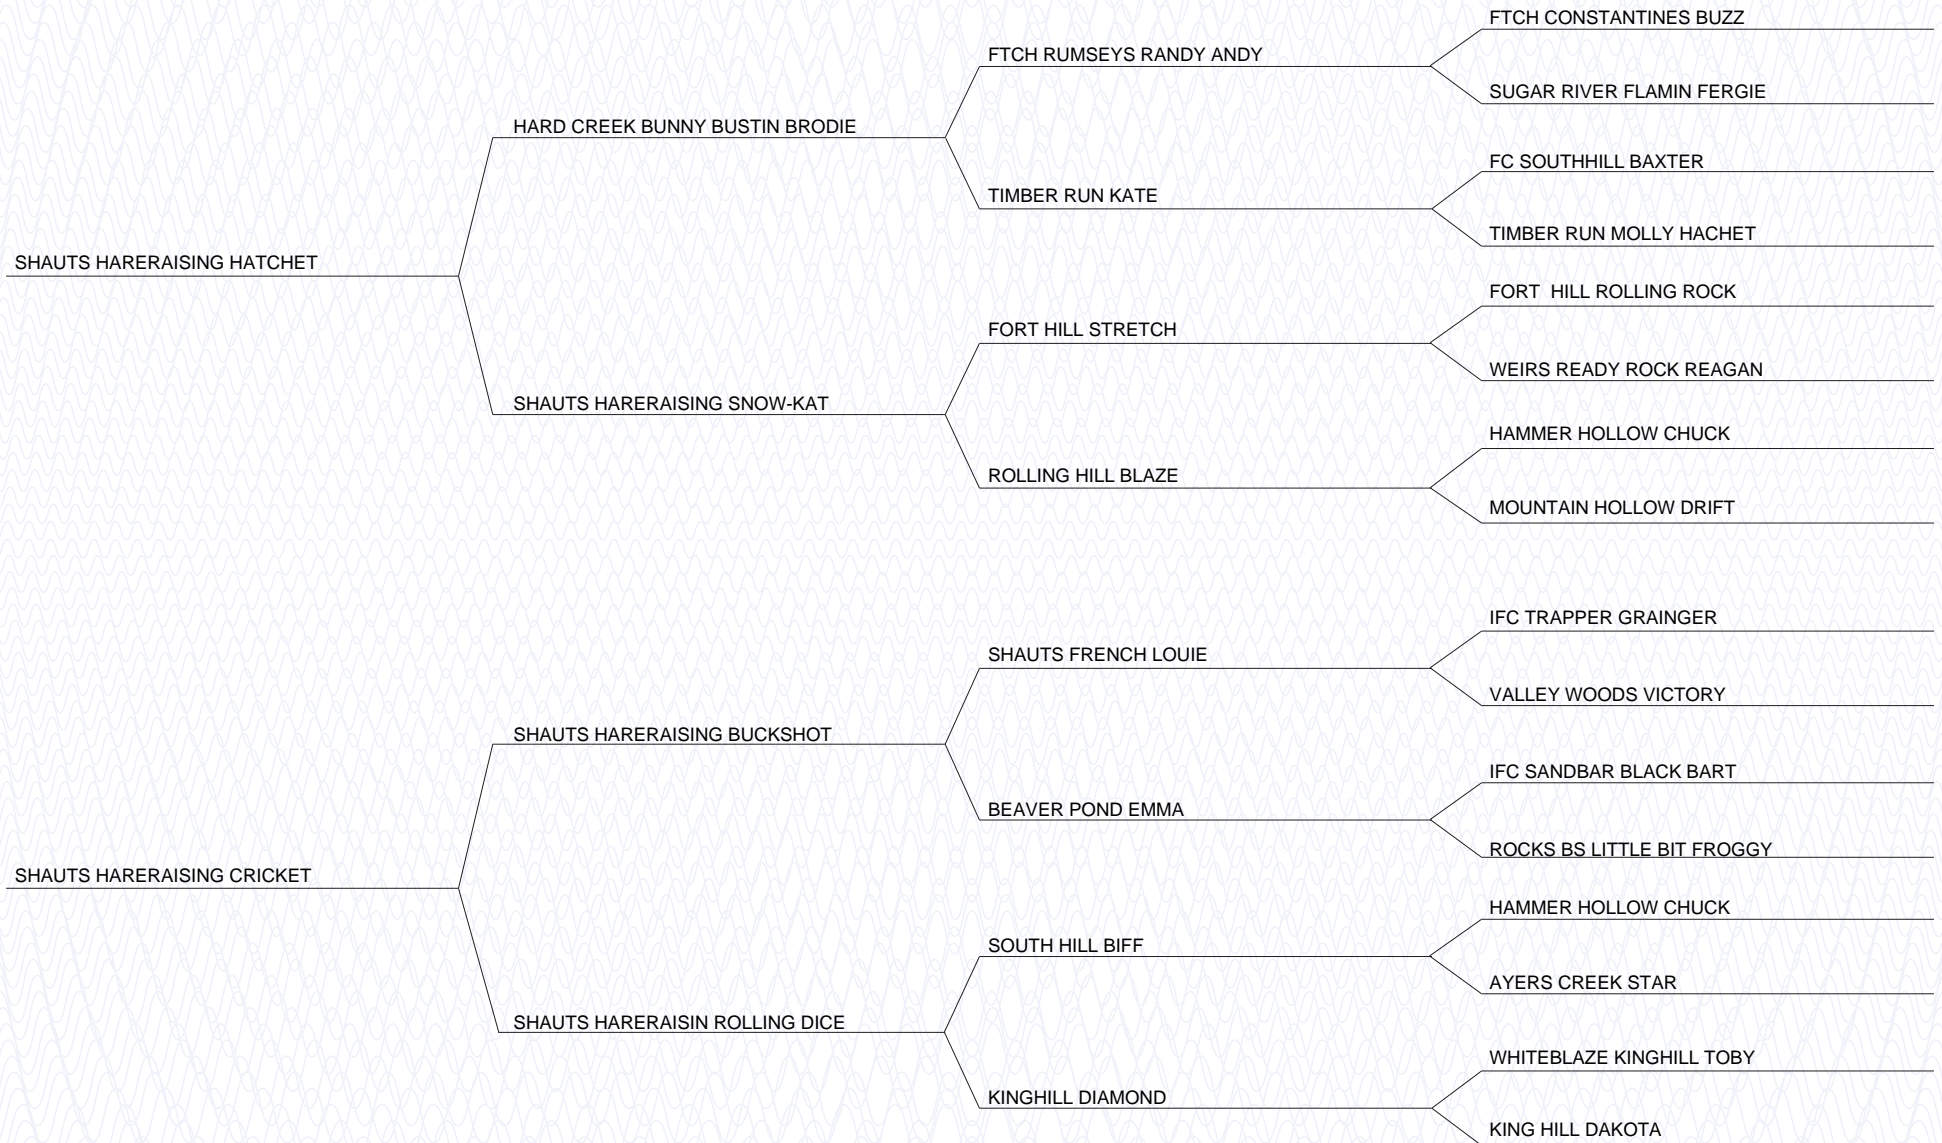 FTCH CONSTANTINES BUZZ
FTCH RUMSEYS RANDY ANDY
SUGAR RIVER FLAMIN FERGIE
HARD CREEK BUNNY BUSTIN BRODIE
FC SOUTHHILL BAXTER
TIMBER RUN KATE
TIMBER RUN MOLLY HACHET
SHAUTS HARERAISING HATCHET
FORT  HILL ROLLING ROCK
FORT HILL STRETCH
WEIRS READY ROCK REAGAN
SHAUTS HARERAISING SNOW-KAT
HAMMER HOLLOW CHUCK
ROLLING HILL BLAZE
MOUNTAIN HOLLOW DRIFT
IFC TRAPPER GRAINGER
SHAUTS FRENCH LOUIE
VALLEY WOODS VICTORY
SHAUTS HARERAISING BUCKSHOT
IFC SANDBAR BLACK BART
BEAVER POND EMMA
ROCKS BS LITTLE BIT FROGGY
SHAUTS HARERAISING CRICKET
HAMMER HOLLOW CHUCK
SOUTH HILL BIFF
AYERS CREEK STAR
SHAUTS HARERAISIN ROLLING DICE
WHITEBLAZE KINGHILL TOBY
KINGHILL DIAMOND
KING HILL DAKOTA